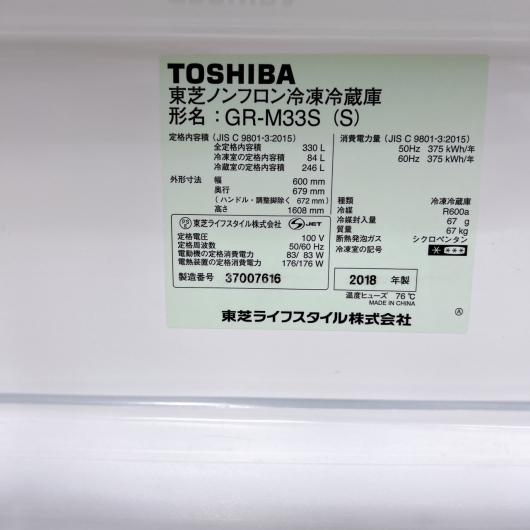 TOSHIBA
東芝ノンフロン冷凍冷蔵庫
形名：GR-M33S (S)
定格内容積 (JIS C 9801-3:2015)
全定格内容積 330 L
冷凍室の定格内容積 84 L
冷蔵室の定格内容積 246 L
外形寸法 幅 600 mm
奥行 679 mm
(ハンドル・調整脚除く 672 mm)
高さ 1608 mm
東芝ライフスタイル株式会社 S-JET
定格電圧 100 V
定格周波数 50/60 Hz
電動機の定格消費電力 83/ 83 W
電熱装置の定格消費電力 176/176 W
製造番号 37007616
消費電力量 (JIS C 9801-3:2015)
50Hz 375 kWh/年
60Hz 375 kWh/年
種類 冷凍冷蔵庫
冷媒 R600a
冷媒封入量 67 g
質量 67 kg
断熱発泡ガス シクロペンタン
冷凍室の記号
2018 年製
温度ヒューズ 76℃
MADE IN CHINA
東芝ライフスタイル株式会社
Ⓐ